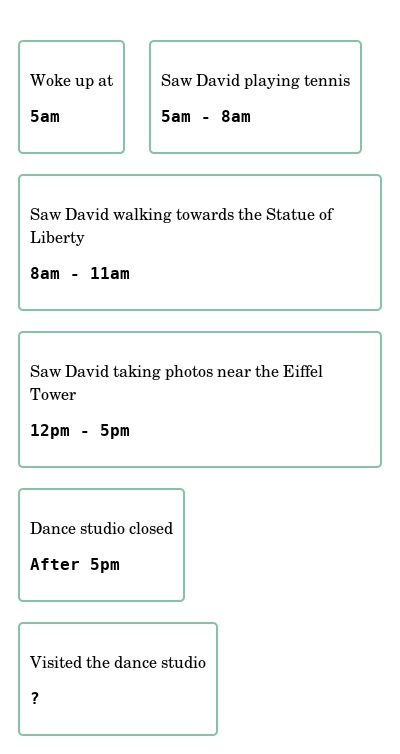 Woke up at
5am
Saw David playing tennis
5am - 8am
Saw David walking towards the Statue of
Liberty
8am - 11am
Saw David taking photos near the Eiffel
Tower
12pm - 5pm
Dance studio closed
After 5pm
Visited the dance studio
?